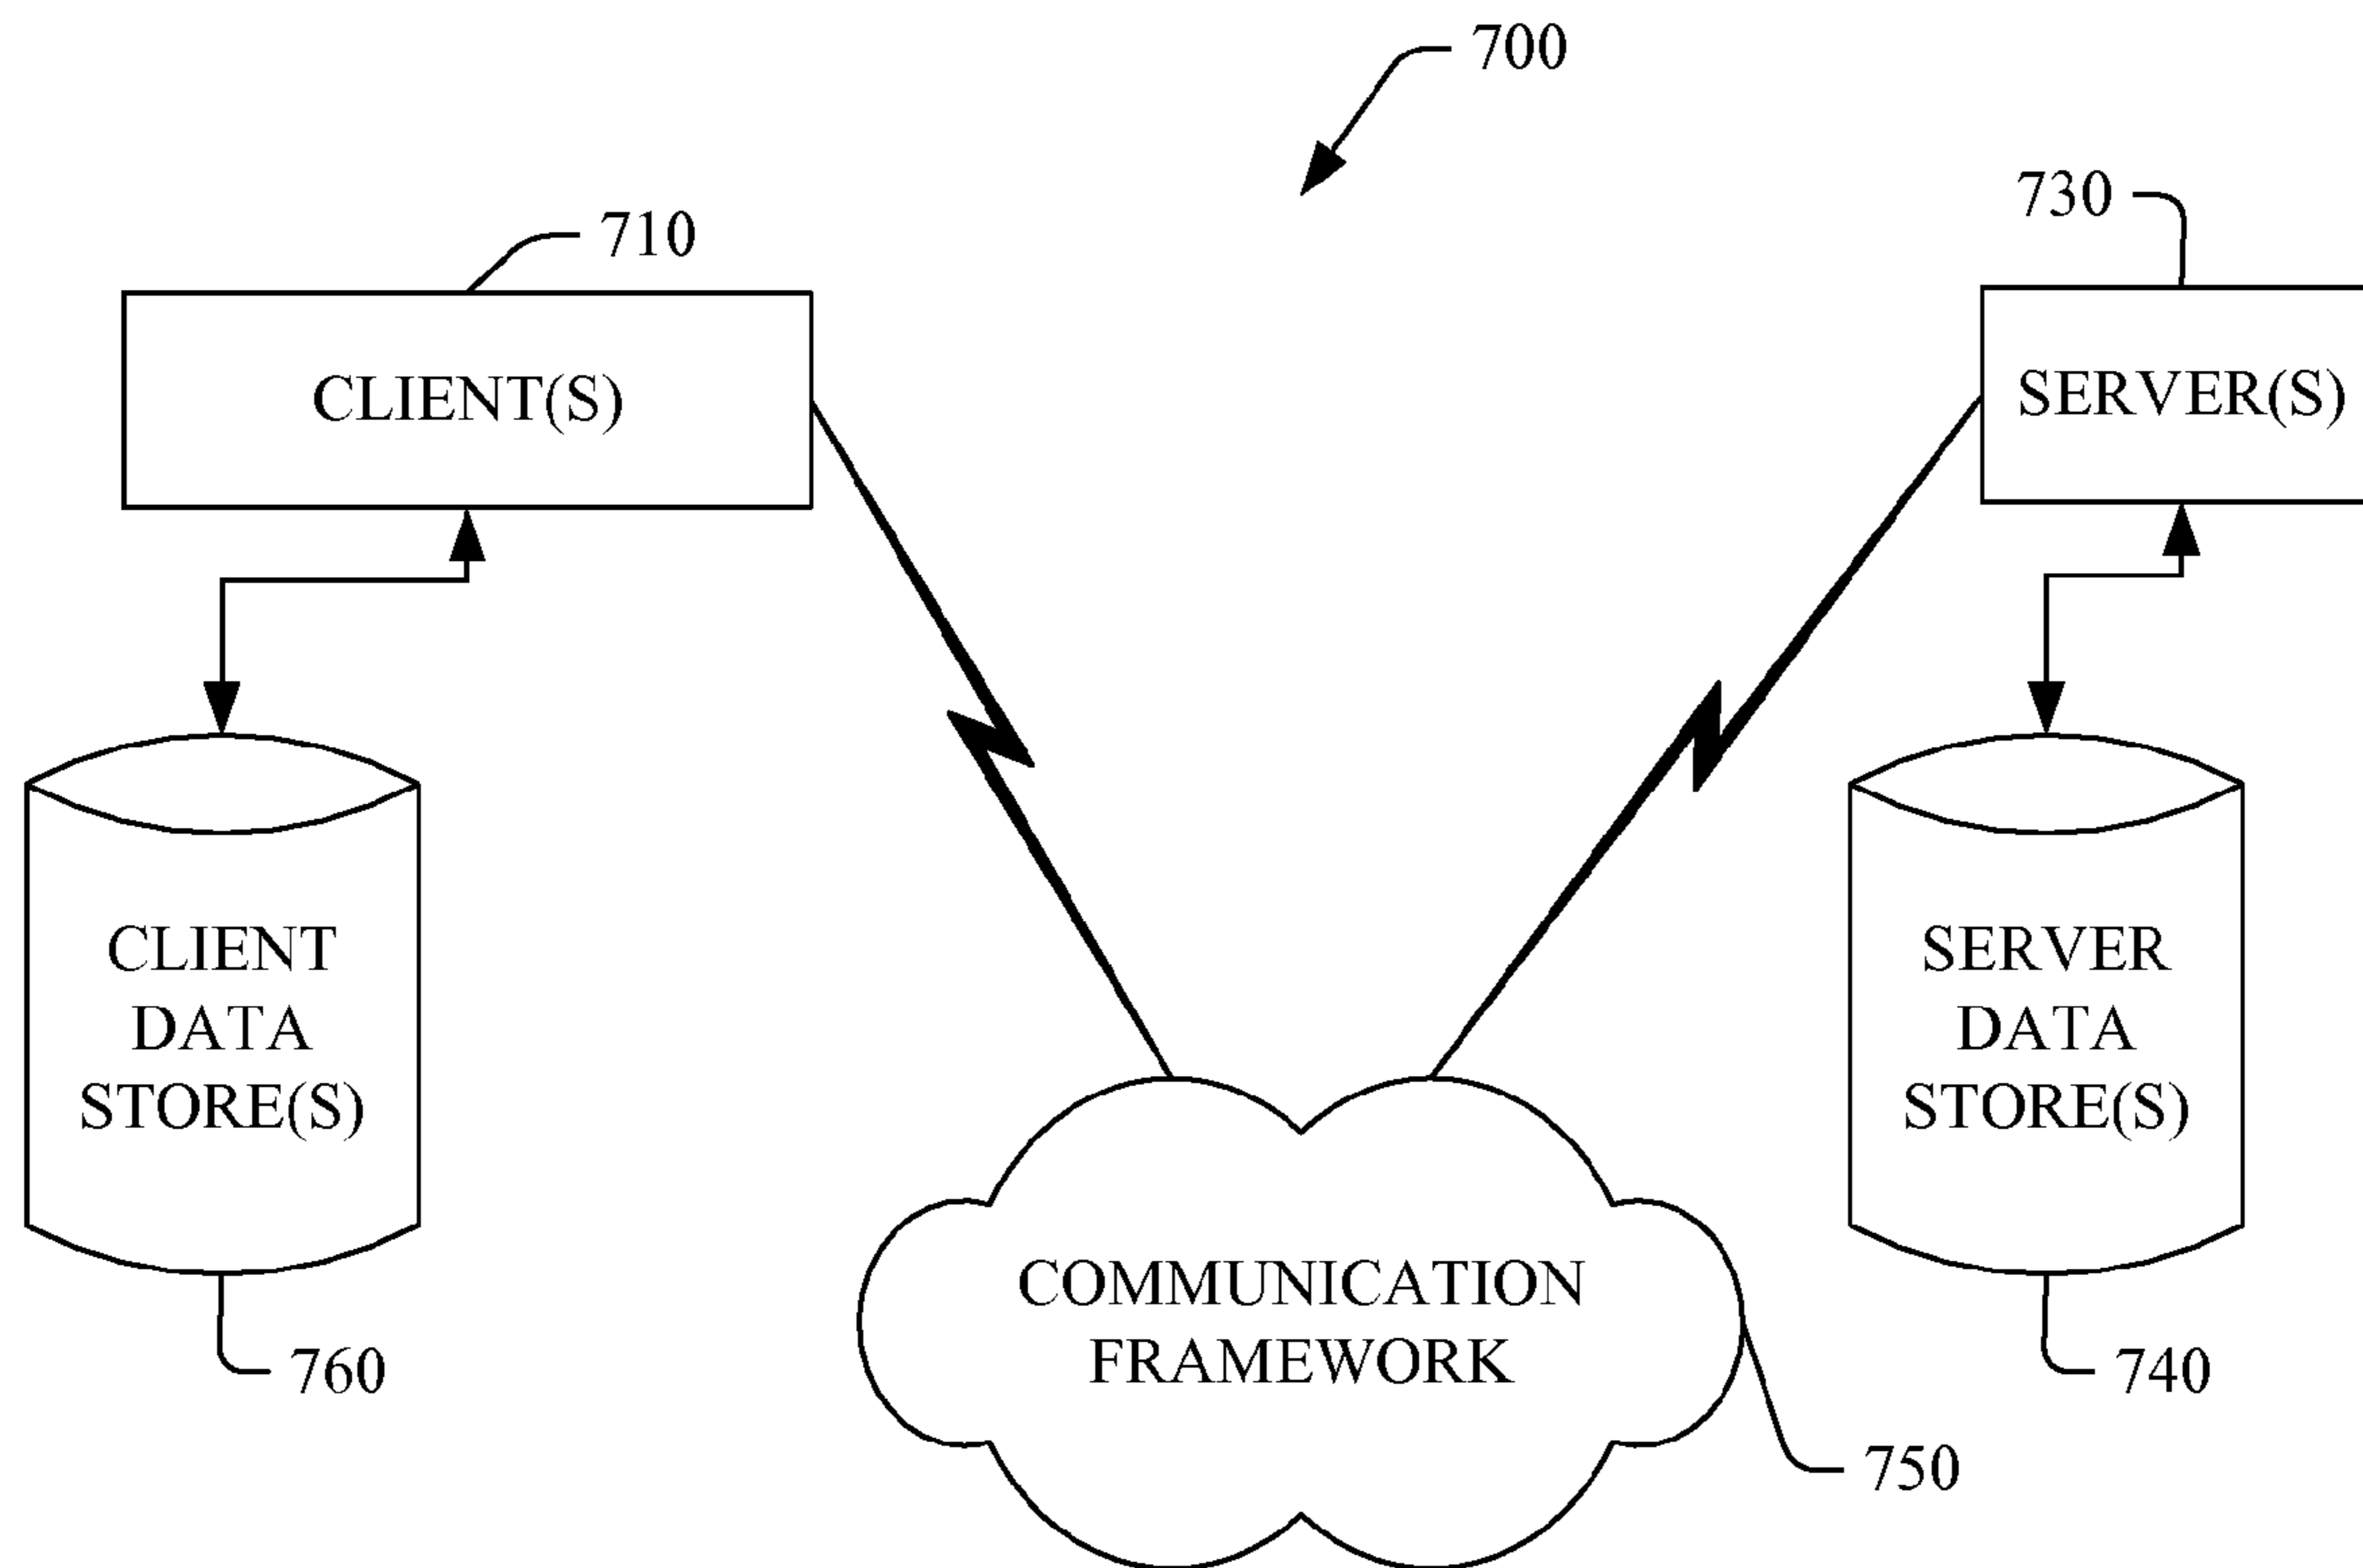 700
730
710
CLIENT(S)
SERVER(S)
CLIENT
DATA
STORE(S)
SERVER
DATA
STORE(S)
COMMUNICATION
FRAMEWORK
760
740
750